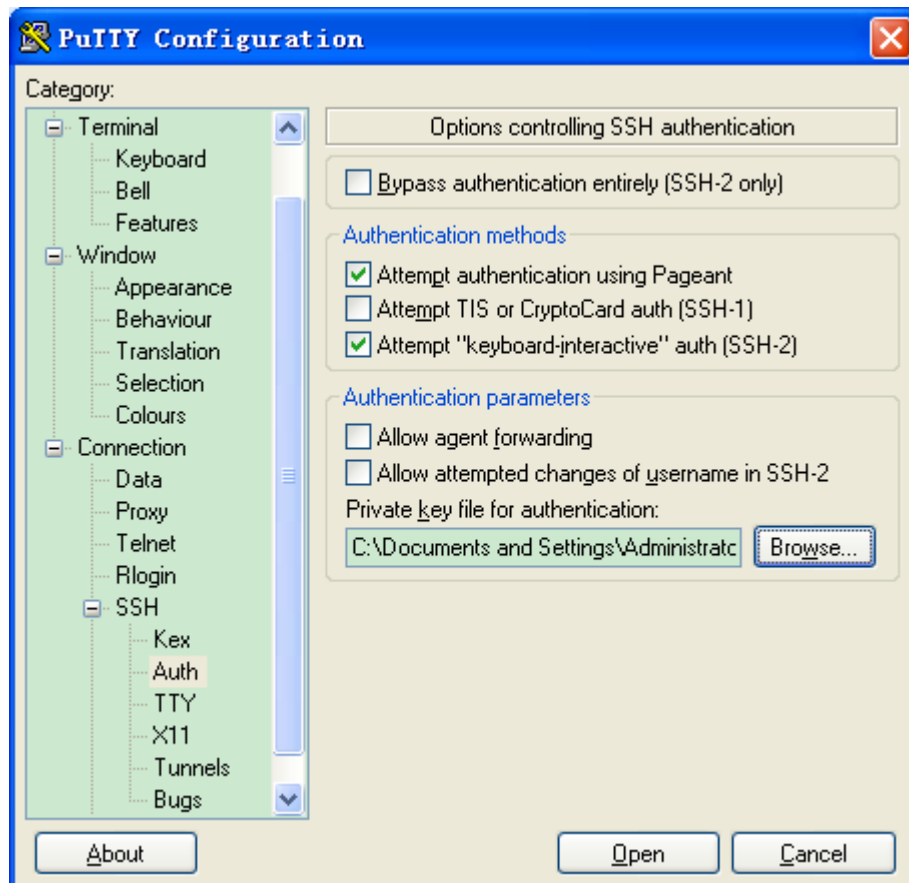 PuTTY Configuration
Category:
Terminal
Keyboard
Bell
Features
Window
Appearance
Behaviour
Translation
Selection
Colours
Connection
Data
Proxy
Telnet
Rlogin
SSH
Kex
Auth
TTY
X11
Tunnels
Bugs
Options controlling SSH authentication
Bypass authentication entirely (SSH-2 only)
Authentication methods
Attempt authentication using Pageant
Attempt TIS or CryptoCard auth (SSH-1)
Attempt "keyboard-interactive" auth (SSH-2)
Authentication parameters
Allow agent forwarding
Allow attempted changes of username in SSH-2
Private key file for authentication:
C:\Documents and Settings\Administratc
Browse...
About
Open
Cancel